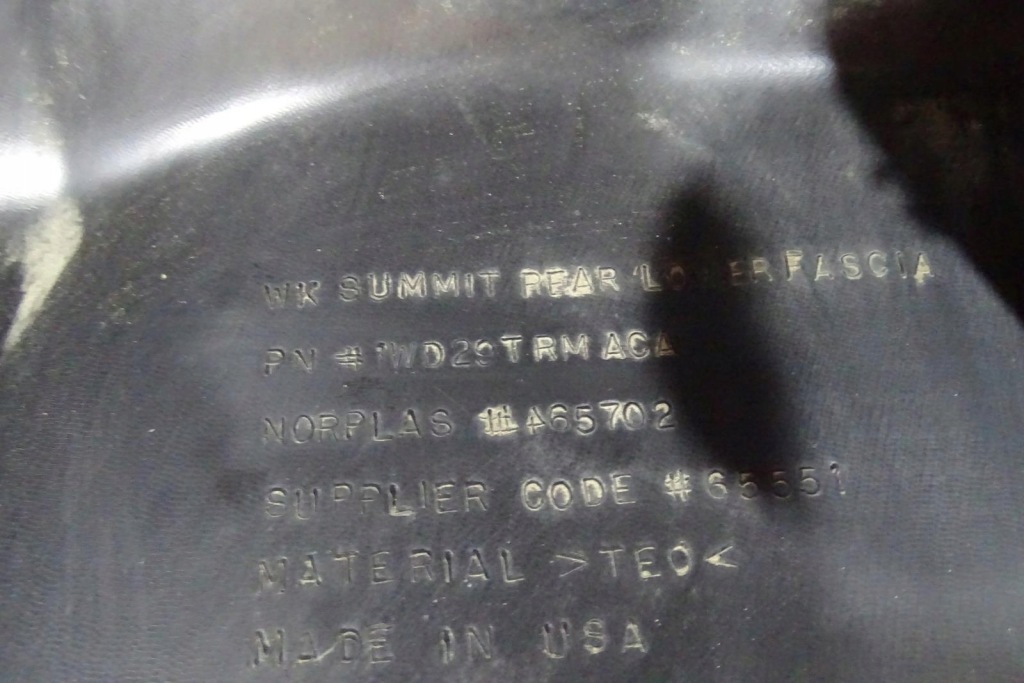 WK SUMMIT REAR LOWER FASCIA
PN #1WD29TRMACA
NORPLAS #A65702
SUPPLIER CODE #65551
MATERIAL >TEO<
MADE IN USA